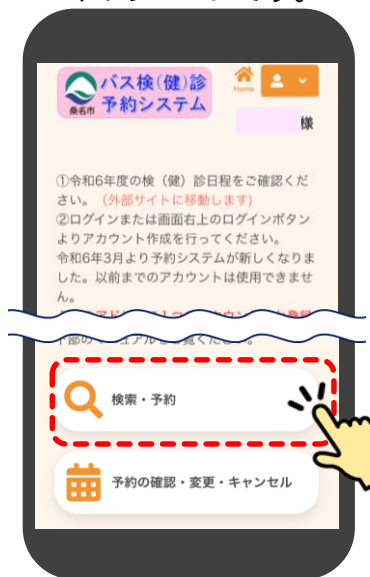 バス検(健)診
予約システム
桑名市
Home
様
①令和6年度の検（健）診日程をご確認くだ
さい。（外部サイトに移動します)
②ログインまたは画面右上のログインボタン
よりアカウント作成を行ってください。
令和6年3月より予約システムが新しくなりま
した。以前までのアカウントは使用できませ
ん。
検索・予約
予約の確認・変更・キャンセル